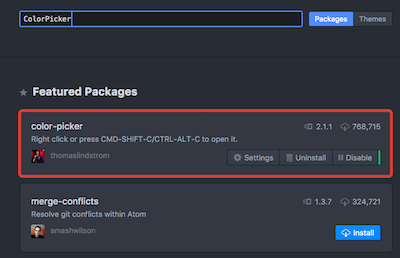 ColorPicker
Packages
Themes
Featured Packages
color-picker
2.1.1
768,715
Right click or press CMD-SHIFT-C/CTRL-ALT-C to open it.
thomaslindstrom
Settings
Uninstall
Disable
merge-conflicts
1.3.7
324,721
Resolve git conflicts within Atom
smashwilson
Install